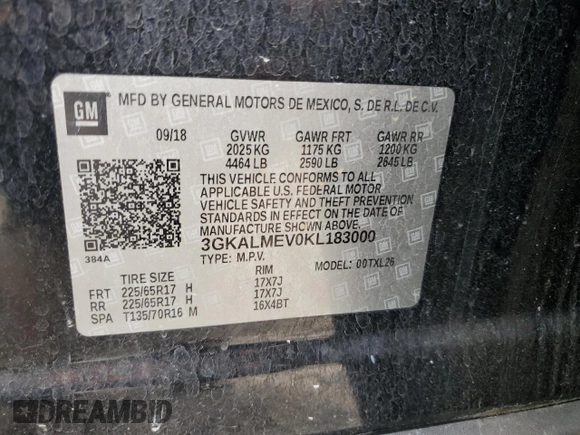 GM
MFD BY GENERAL MOTORS DE MEXICO, S. DE R.L. DE C.V.
09/18 GVWR GAWR FRT GAWR RR
2025 KG 1175 KG 1200 KG
4464 LB 2590 LB 2645 LB
THIS VEHICLE CONFORMS TO ALL
APPLICABLE U.S. FEDERAL MOTOR
VEHICLE SAFETY AND THEFT PREVENTION
STANDARDS IN EFFECT ON THE DATE OF
MANUFACTURE SHOWN ABOVE.
3GKALMEV0KL183000
384A
TYPE: M.P.V. MODEL: 00TXL26
TIRE SIZE RIM
FRT 225/65R17 H 17X7J
RR 225/65R17 H 17X7J
SPA T135/70R16 M 16X4BT
DREAMBID